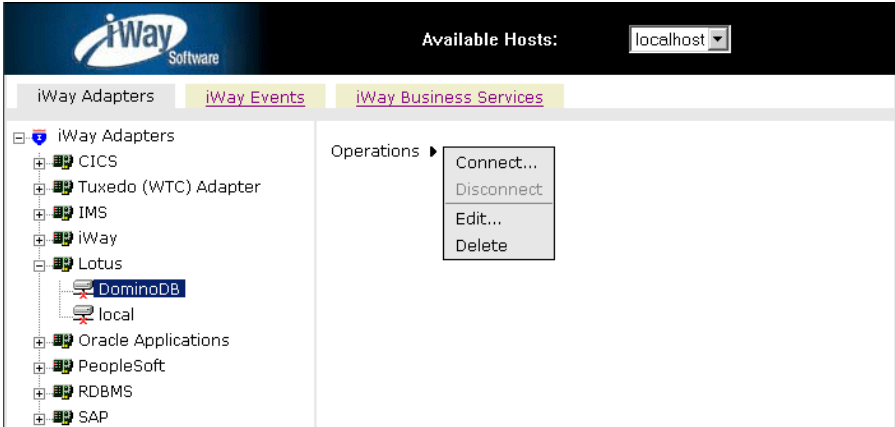 iWay
Software
Available Hosts: localhost
iWay Adapters iWay Events iWay Business Services
iWay Adapters
CICS
Tuxedo (WTC) Adapter
IMS
iWay
Lotus
DominoDB
local
Oracle Applications
PeopleSoft
RDBMS
SAP
Operations
Connect...
Disconnect
Edit...
Delete